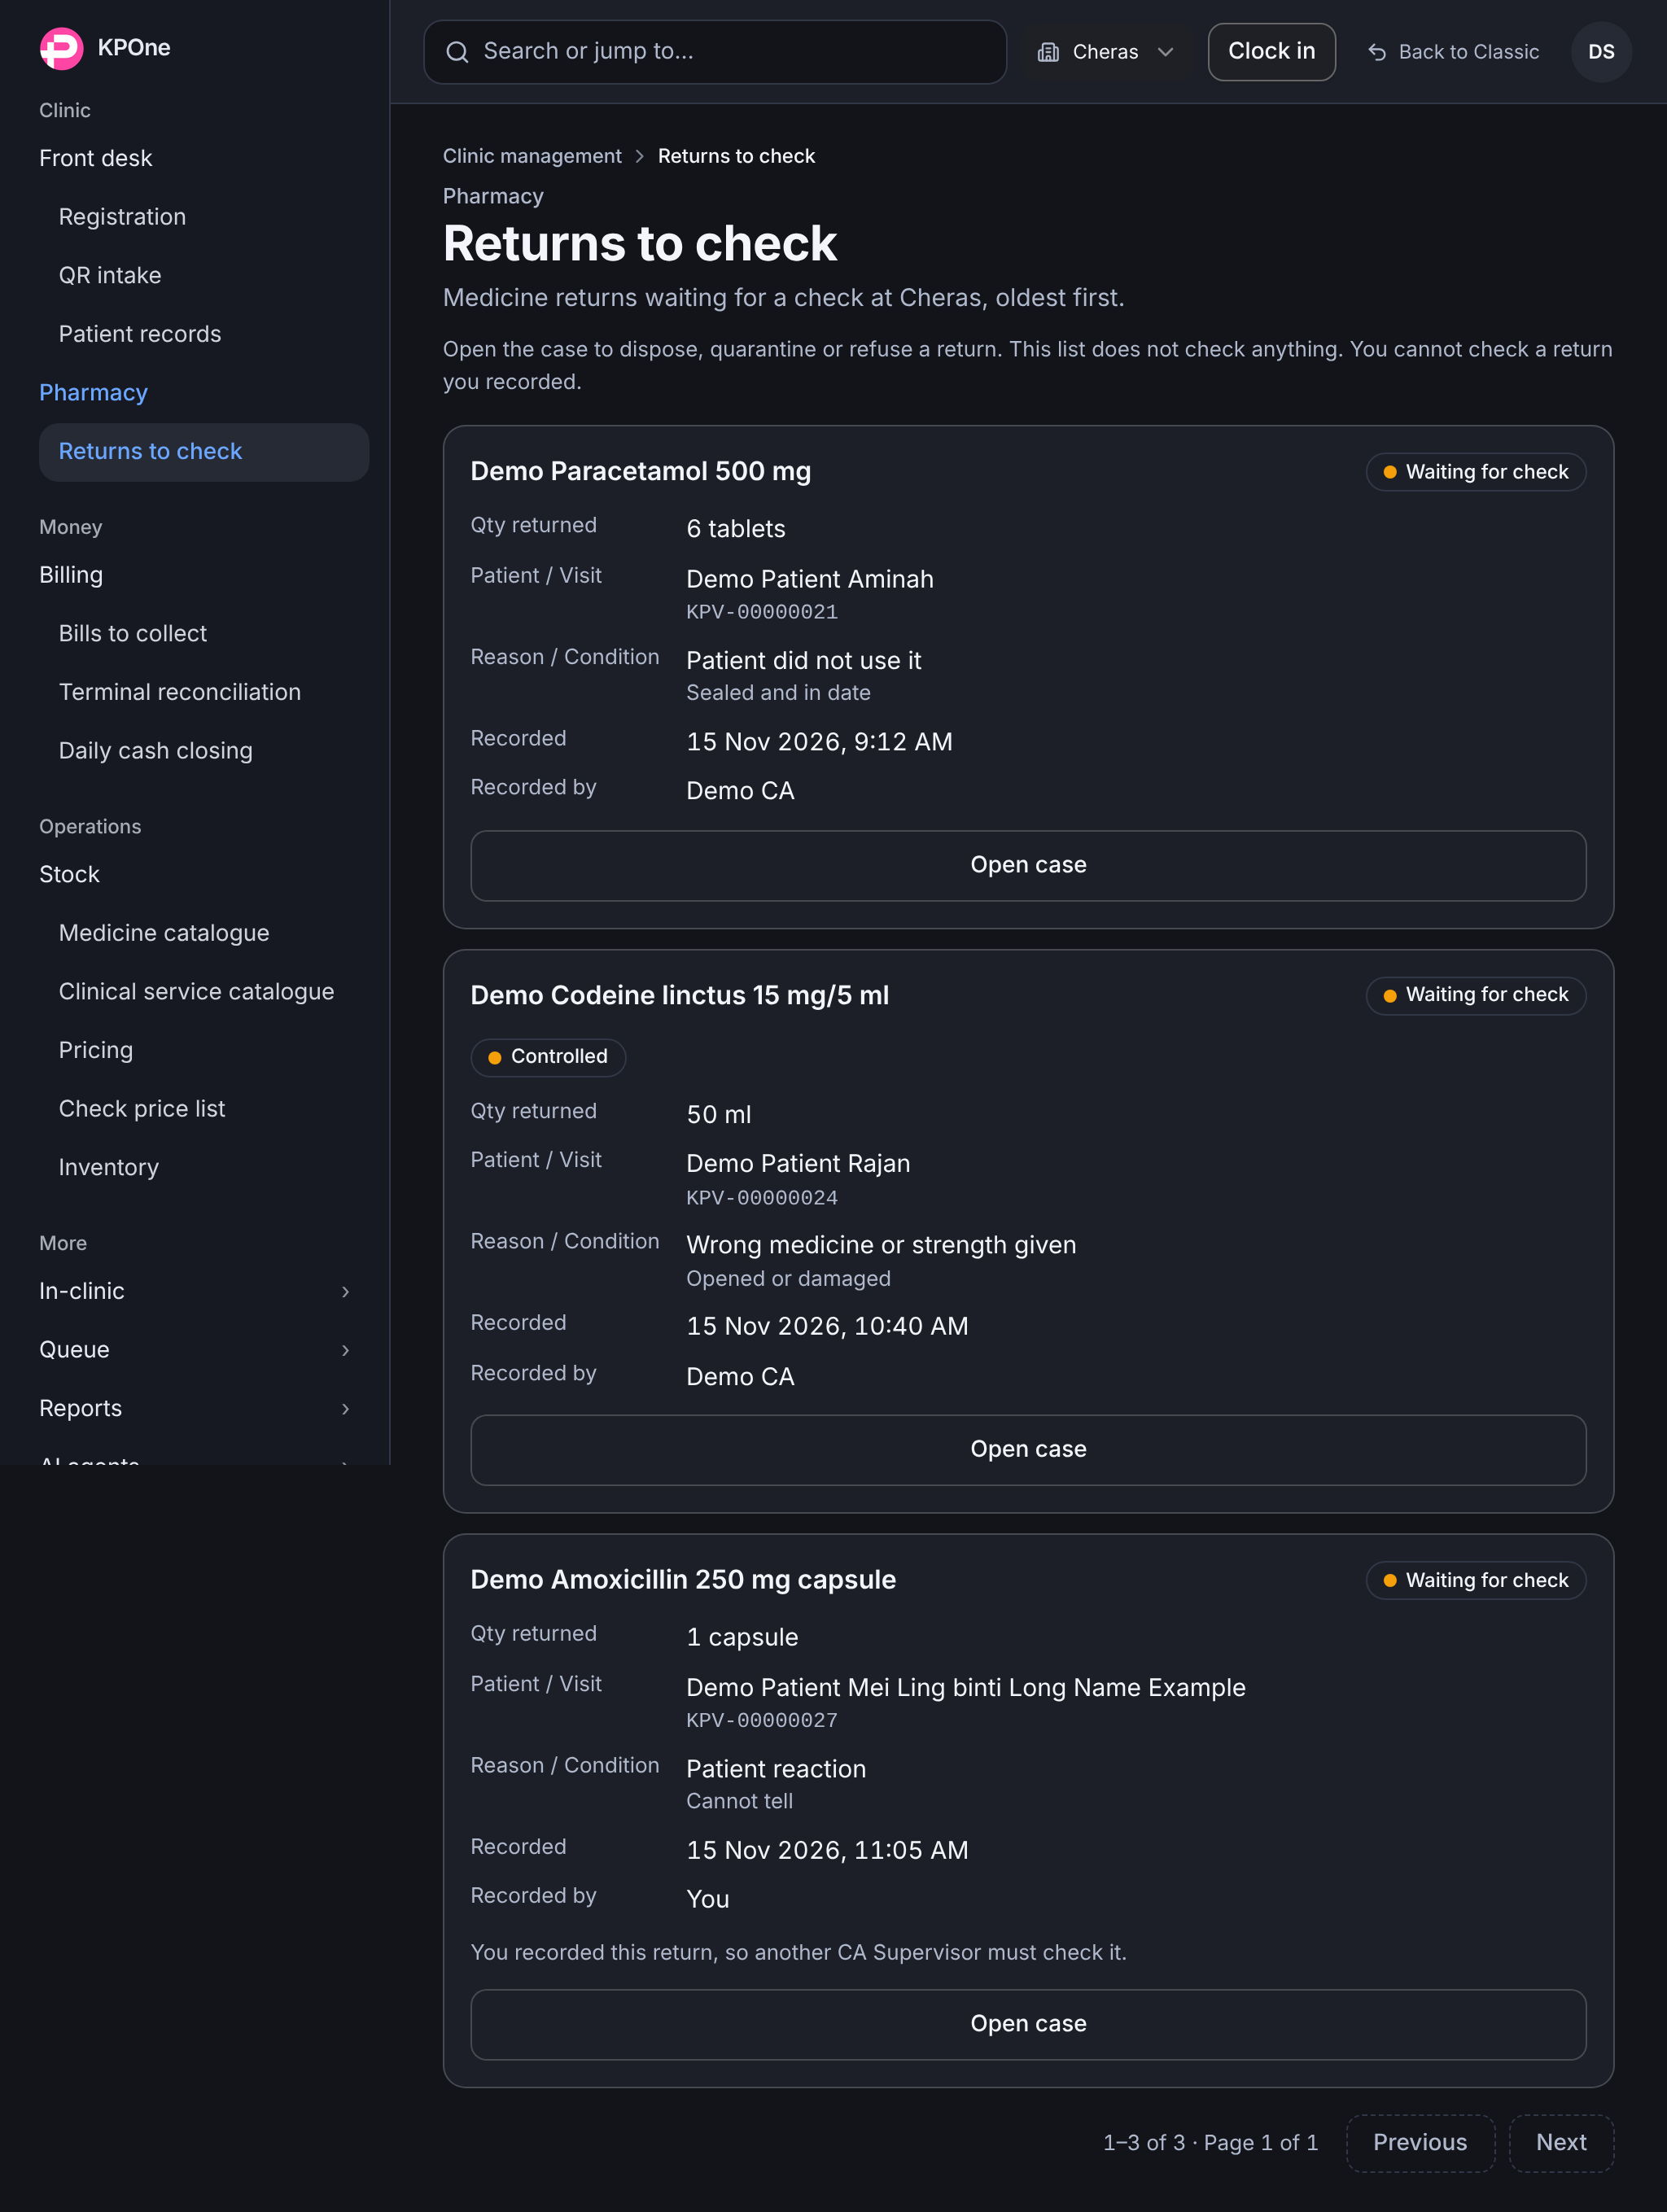 KPOne
Clinic
Front desk
Registration
QR intake
Patient records
Pharmacy
Returns to check
Money
Billing
Bills to collect
Terminal reconciliation
Daily cash closing
Operations
Stock
Medicine catalogue
Clinical service catalogue
Pricing
Check price list
Inventory
More
In-clinic
Queue
Reports
AI agents
Search or jump to...
Cheras
Clock in
Back to Classic
DS
Clinic management > Returns to check
Pharmacy
Returns to check
Medicine returns waiting for a check at Cheras, oldest first.
Open the case to dispose, quarantine or refuse a return. This list does not check anything. You cannot check a return
you recorded.
Demo Paracetamol 500 mg
Waiting for check
Qty returned 6 tablets
Patient / Visit Demo Patient Aminah
KPV-00000021
Reason / Condition Patient did not use it
Sealed and in date
Recorded 15 Nov 2026, 9:12 AM
Recorded by Demo CA
Open case
Demo Codeine linctus 15 mg/5 ml
Waiting for check
Controlled
Qty returned 50 ml
Patient / Visit Demo Patient Rajan
KPV-00000024
Reason / Condition Wrong medicine or strength given
Opened or damaged
Recorded 15 Nov 2026, 10:40 AM
Recorded by Demo CA
Open case
Demo Amoxicillin 250 mg capsule
Waiting for check
Qty returned 1 capsule
Patient / Visit Demo Patient Mei Ling binti Long Name Example
KPV-00000027
Reason / Condition Patient reaction
Cannot tell
Recorded 15 Nov 2026, 11:05 AM
Recorded by You
You recorded this return, so another CA Supervisor must check it.
Open case
1–3 of 3 · Page 1 of 1
Previous
Next